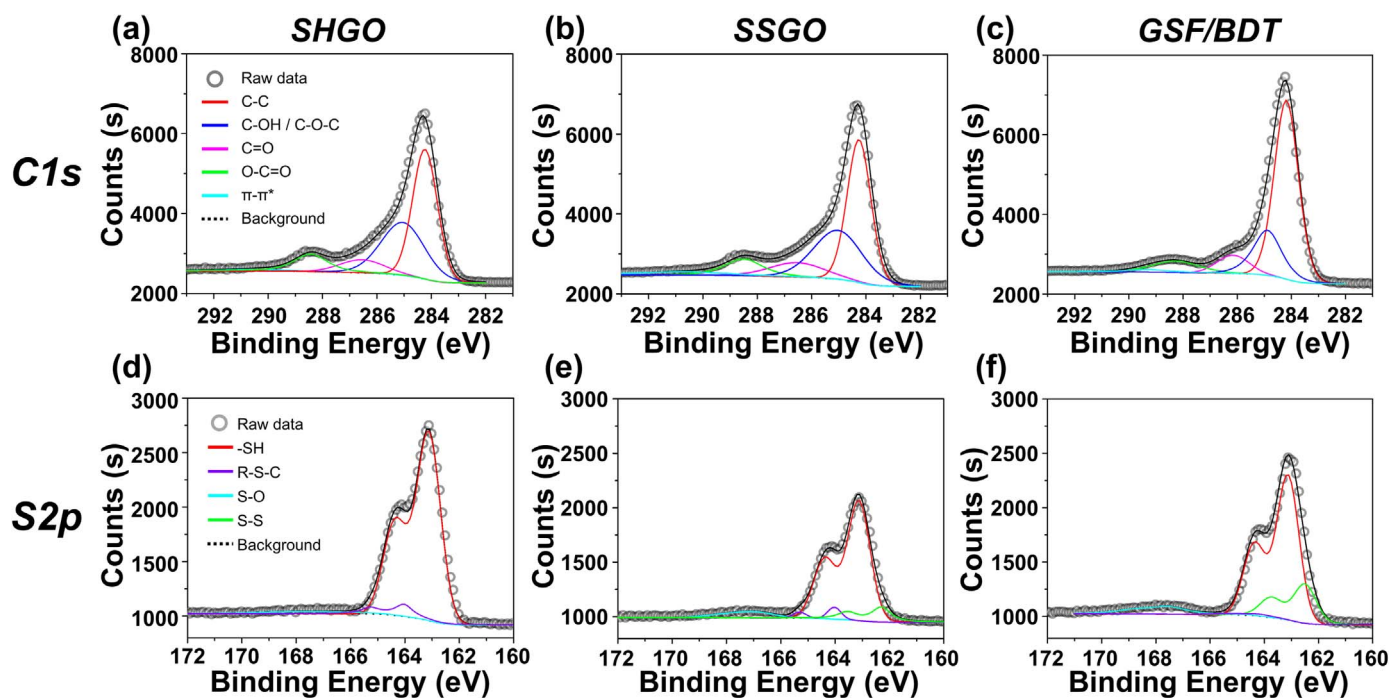 (a) SHGO
(b) SSGO
(c) GSF/BDT
C1s
Counts (s)
8000
6000
4000
2000
Raw data
C-C
C-OH / C-O-C
C=O
O-C=O
π-π*
Background
292 290 288 286 284 282
Binding Energy (eV)
Counts (s)
8000
6000
4000
2000
292 290 288 286 284 282
Binding Energy (eV)
Counts (s)
8000
6000
4000
2000
292 290 288 286 284 282
Binding Energy (eV)
S2p
(d)
Counts (s)
3000
2500
2000
1500
1000
Raw data
-SH
R-S-C
S-O
S-S
Background
172 170 168 166 164 162 160
Binding Energy (eV)
(e)
Counts (s)
3000
2500
2000
1500
1000
172 170 168 166 164 162 160
Binding Energy (eV)
(f)
Counts (s)
3000
2500
2000
1500
1000
172 170 168 166 164 162 160
Binding Energy (eV)